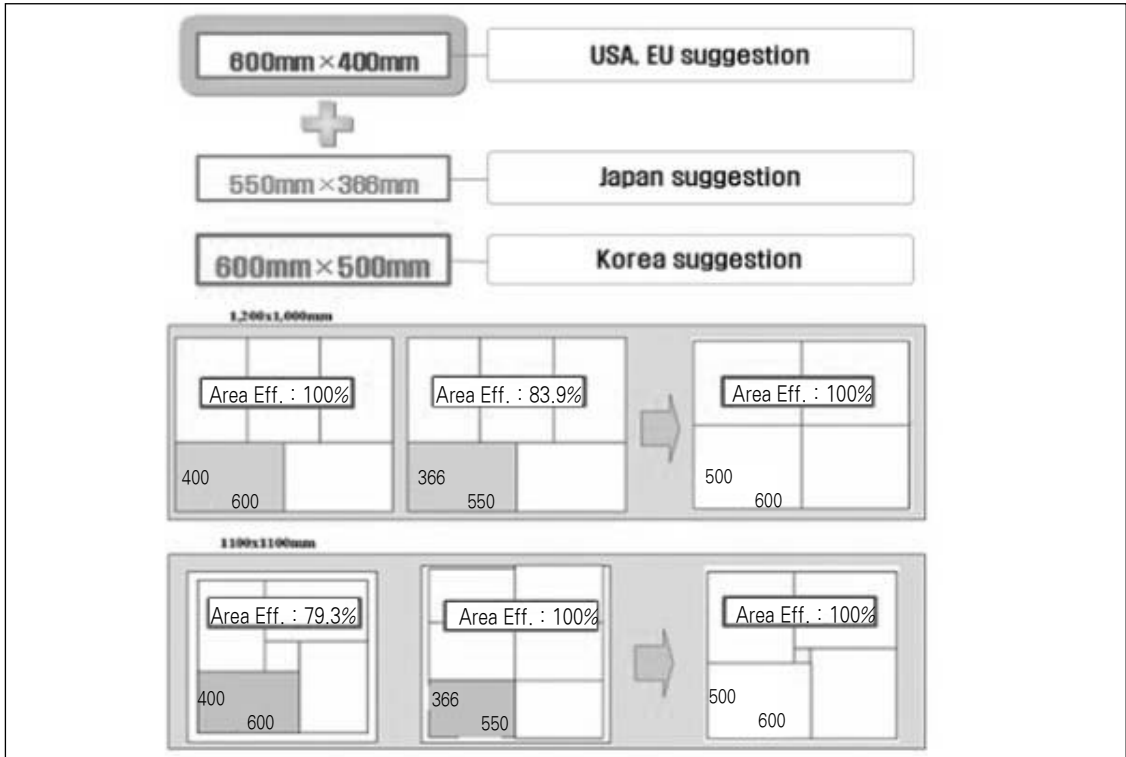 600mm×400mm
USA, EU suggestion
550mm×366mm
Japan suggestion
600mm×500mm
Korea suggestion
1,200x1,000mm
Area Eff. : 100%
Area Eff. : 83.9%
Area Eff. : 100%
400
600
366
550
500
600
1100x1100mm
Area Eff. : 79.3%
Area Eff. : 100%
Area Eff. : 100%
400
600
366
550
500
600